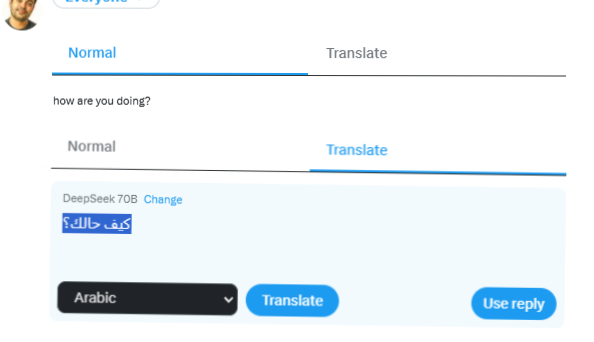 Everyone
Normal Translate
how are you doing?
Normal Translate
DeepSeek 70B Change
كيف حالك؟
Arabic Translate Use reply